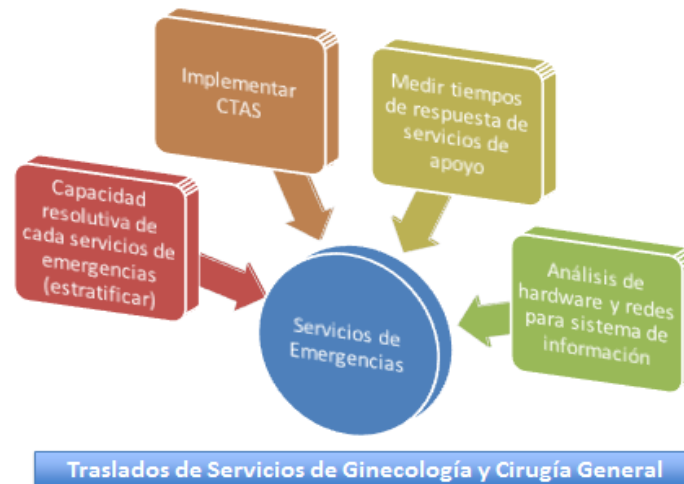 Implementar
CTAS
Medir tiempos
de respuesta de
servicios de
apoyo
Capacidad
resolutiva de
cada servicios de
emergencias
(estratificar)
Análisis de
hardware y redes
para sistema de
información
Servicios de
Emergencias
Traslados de Servicios de Ginecología y Cirugía General